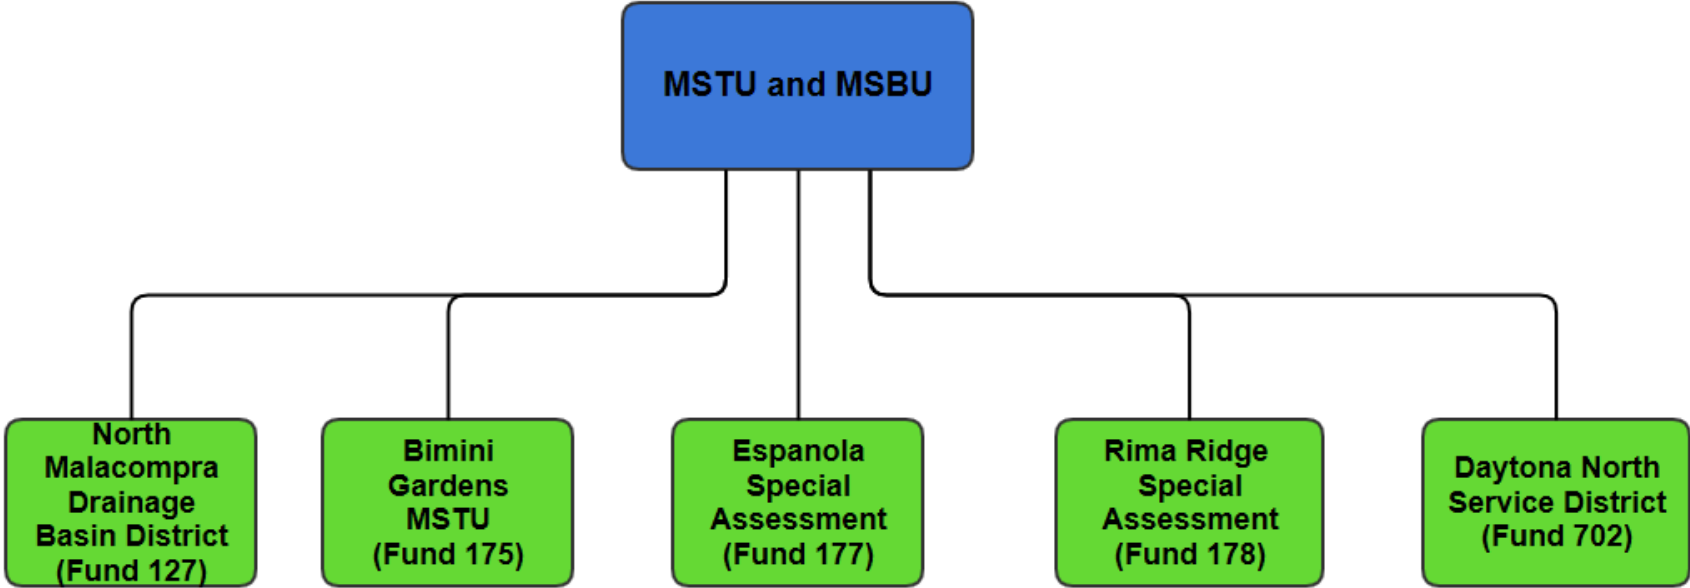 MSTU and MSBU
North
Malacompra
Drainage
Basin District
(Fund 127)
Bimini
Gardens
MSTU
(Fund 175)
Espanola
Special
Assessment
(Fund 177)
Rima Ridge
Special
Assessment
(Fund 178)
Daytona North
Service District
(Fund 702)